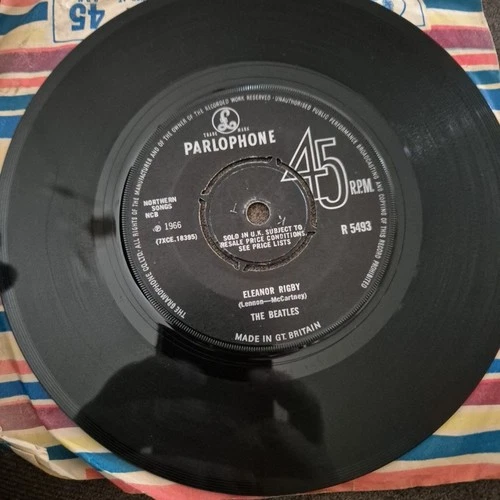 45
ALL RIGHTS OF THE MANUFACTURER AND OF THE OWNER OF THE RECORDED WORK RESERVED · UNAUTHORISED PUBLIC PERFORMANCE BROADCASTING AND COPYING OF THIS RECORD PROHIBITED
TRADE MARK
PARLOPHONE
45 R.P.M.
NORTHERN
SONGS
NCB
R 5493
℗ 1966
(7XCE.18395)
SOLD IN U.K. SUBJECT TO
RESALE PRICE CONDITIONS,
SEE PRICE LISTS
ELEANOR RIGBY
(Lennon—McCartney)
THE BEATLES
MADE IN GT. BRITAIN
THE GRAMOPHONE CO. LTD.